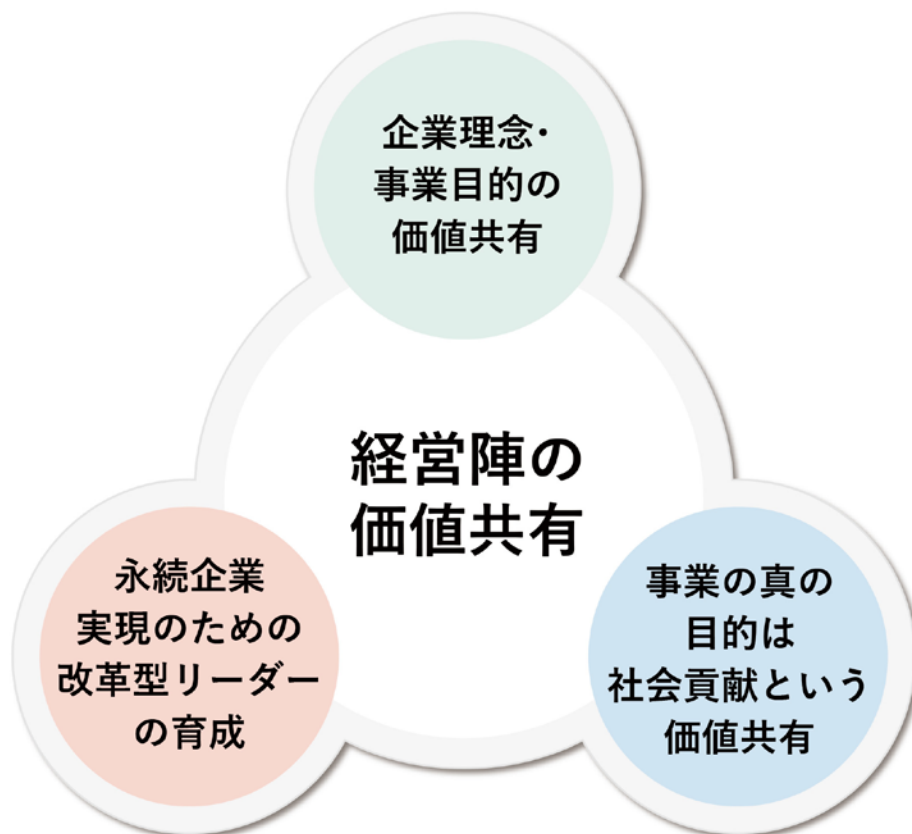 企業理念・
事業目的の
価値共有
経営陣の
価値共有
永続企業
実現のための
改革型リーダー
の育成
事業の真の
目的は
社会貢献という
価値共有